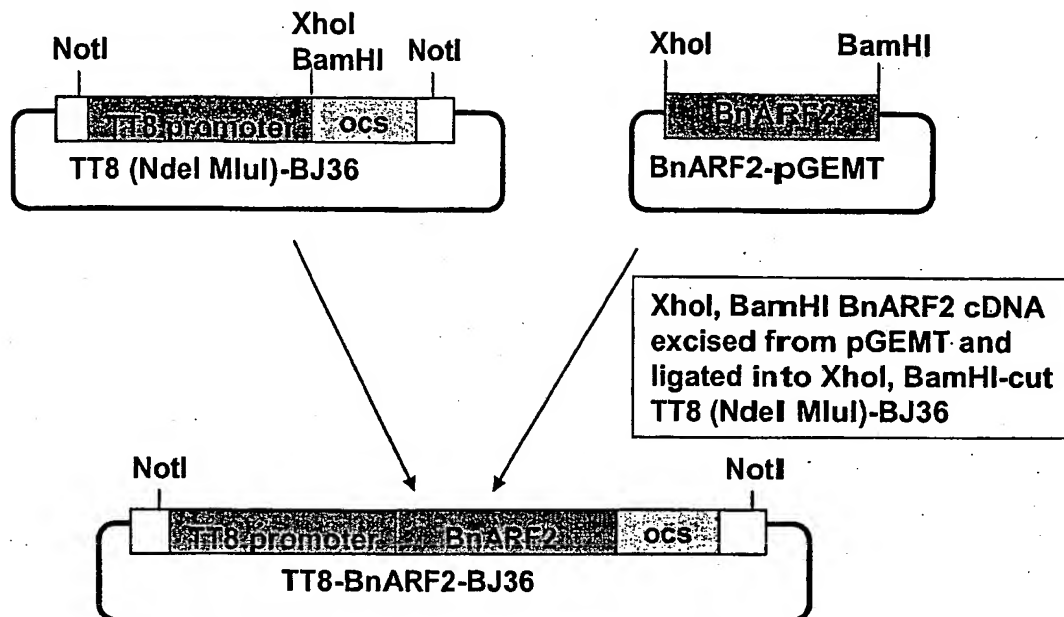 XhoI
NotI BamHI NotI
TT8 promoter ocs
TT8 (NdeI MluI)-BJ36
XhoI BamHI
BnARF2
BnARF2-pGEMT
XhoI, BamHI BnARF2 cDNA
excised from pGEMT and
ligated into XhoI, BamHI-cut
TT8 (NdeI MluI)-BJ36
NotI NotI
TT8 promoter BnARF2 ocs
TT8-BnARF2-BJ36